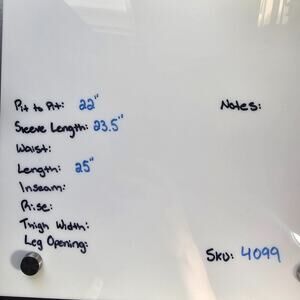 Pit to Pit: 22"
Notes:
Sleeve Length: 23.5"
Waist:
Length: 25"
Inseam:
Rise:
Thigh Width:
Leg Opening:
SKU: 4099